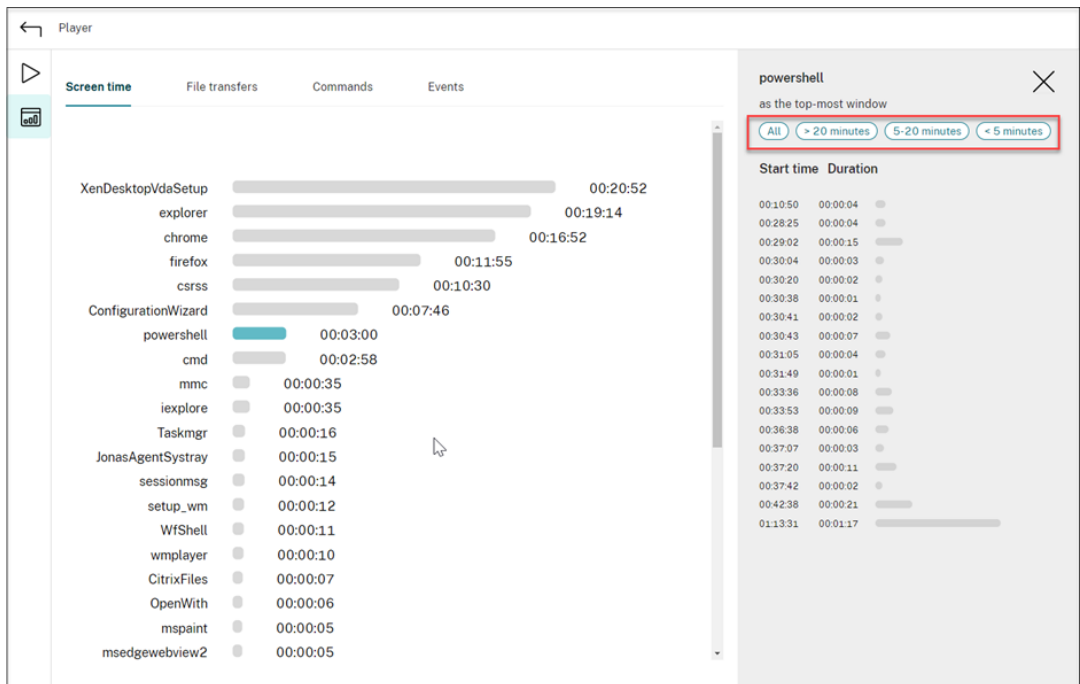 Player
Screen time File transfers Commands Events
XenDesktopVdaSetup 00:20:52
explorer 00:19:14
chrome 00:16:52
firefox 00:11:55
csrss 00:10:30
ConfigurationWizard 00:07:46
powershell 00:03:00
cmd 00:02:58
mmc 00:00:35
iexplore 00:00:35
Taskmgr 00:00:16
JonasAgentSystray 00:00:15
sessionmsg 00:00:14
setup_wm 00:00:12
WfShell 00:00:11
wmplayer 00:00:10
CitrixFiles 00:00:07
OpenWith 00:00:06
mspaint 00:00:05
msedgewebview2 00:00:05
powershell
as the top-most window
All > 20 minutes 5-20 minutes < 5 minutes
Start time Duration
00:10:50 00:00:04
00:28:25 00:00:04
00:29:02 00:00:15
00:30:04 00:00:03
00:30:20 00:00:02
00:30:38 00:00:01
00:30:41 00:00:02
00:30:43 00:00:07
00:31:05 00:00:04
00:31:49 00:00:01
00:33:36 00:00:08
00:33:53 00:00:09
00:36:38 00:00:06
00:37:07 00:00:03
00:37:20 00:00:11
00:37:42 00:00:02
00:42:38 00:00:21
01:13:31 00:01:17